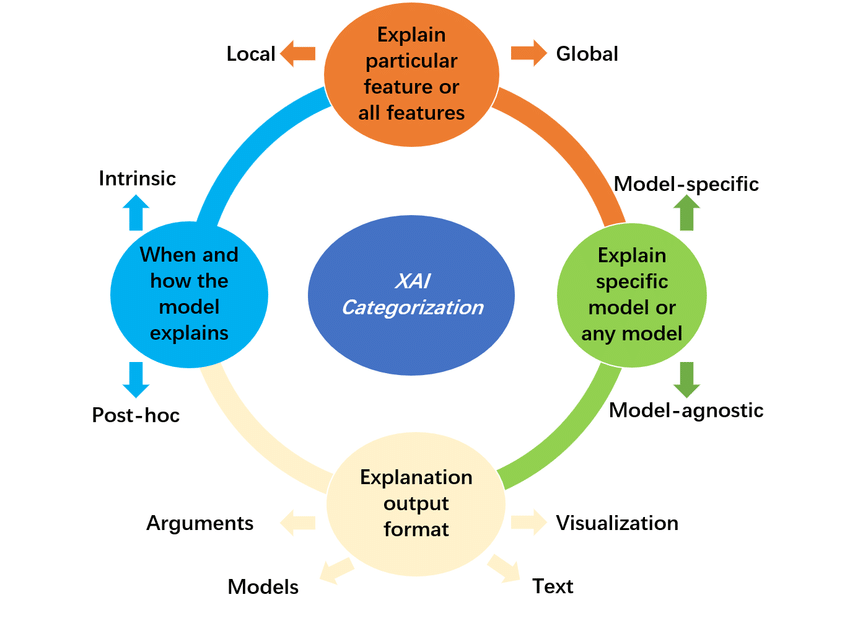 Explain
particular
feature or
all features
Local
Global
Intrinsic
When and
how the
model
explains
Post-hoc
XAI
Categorization
Model-specific
Explain
specific
model or
any model
Model-agnostic
Explanation
output
format
Arguments
Models
Visualization
Text